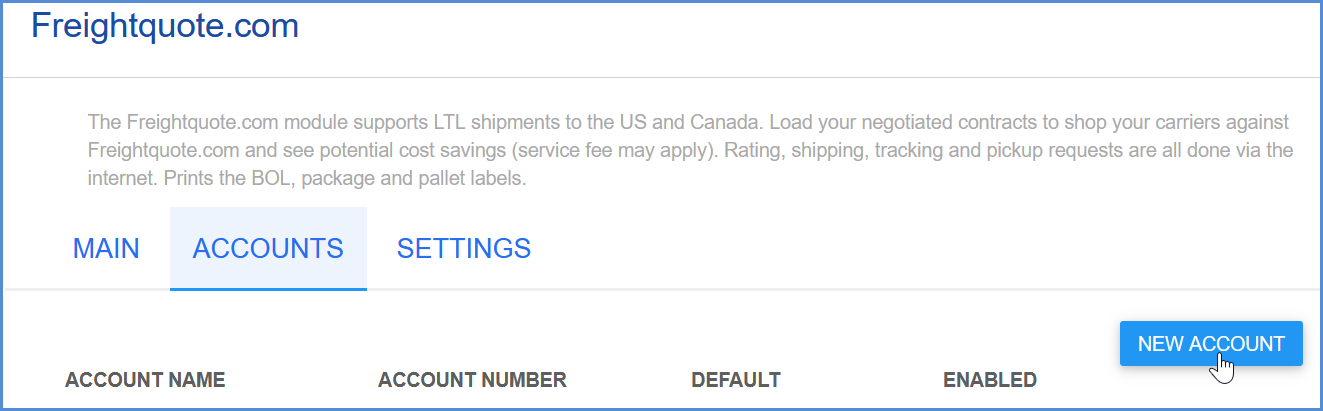 Freightquote.com
The Freightquote.com module supports LTL shipments to the US and Canada. Load your negotiated contracts to shop your carriers against
Freightquote.com and see potential cost savings (service fee may apply). Rating, shipping, tracking and pickup requests are all done via the
internet. Prints the BOL, package and pallet labels.
MAIN ACCOUNTS SETTINGS
NEW ACCOUNT
ACCOUNT NAME ACCOUNT NUMBER DEFAULT ENABLED